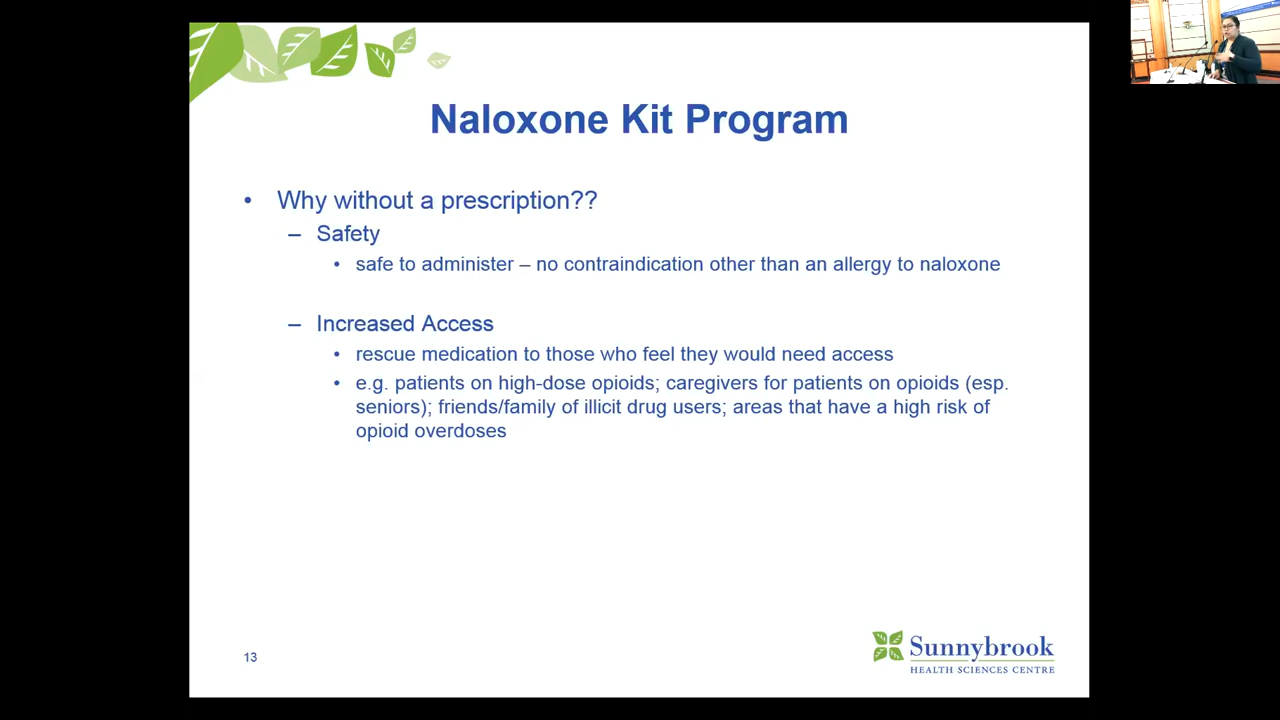 Naloxone Kit Program
• Why without a prescription??
– Safety
• safe to administer – no contraindication other than an allergy to naloxone
– Increased Access
• rescue medication to those who feel they would need access
• e.g. patients on high-dose opioids; caregivers for patients on opioids (esp.
seniors); friends/family of illicit drug users; areas that have a high risk of
opioid overdoses
13
Sunnybrook
HEALTH SCIENCES CENTRE